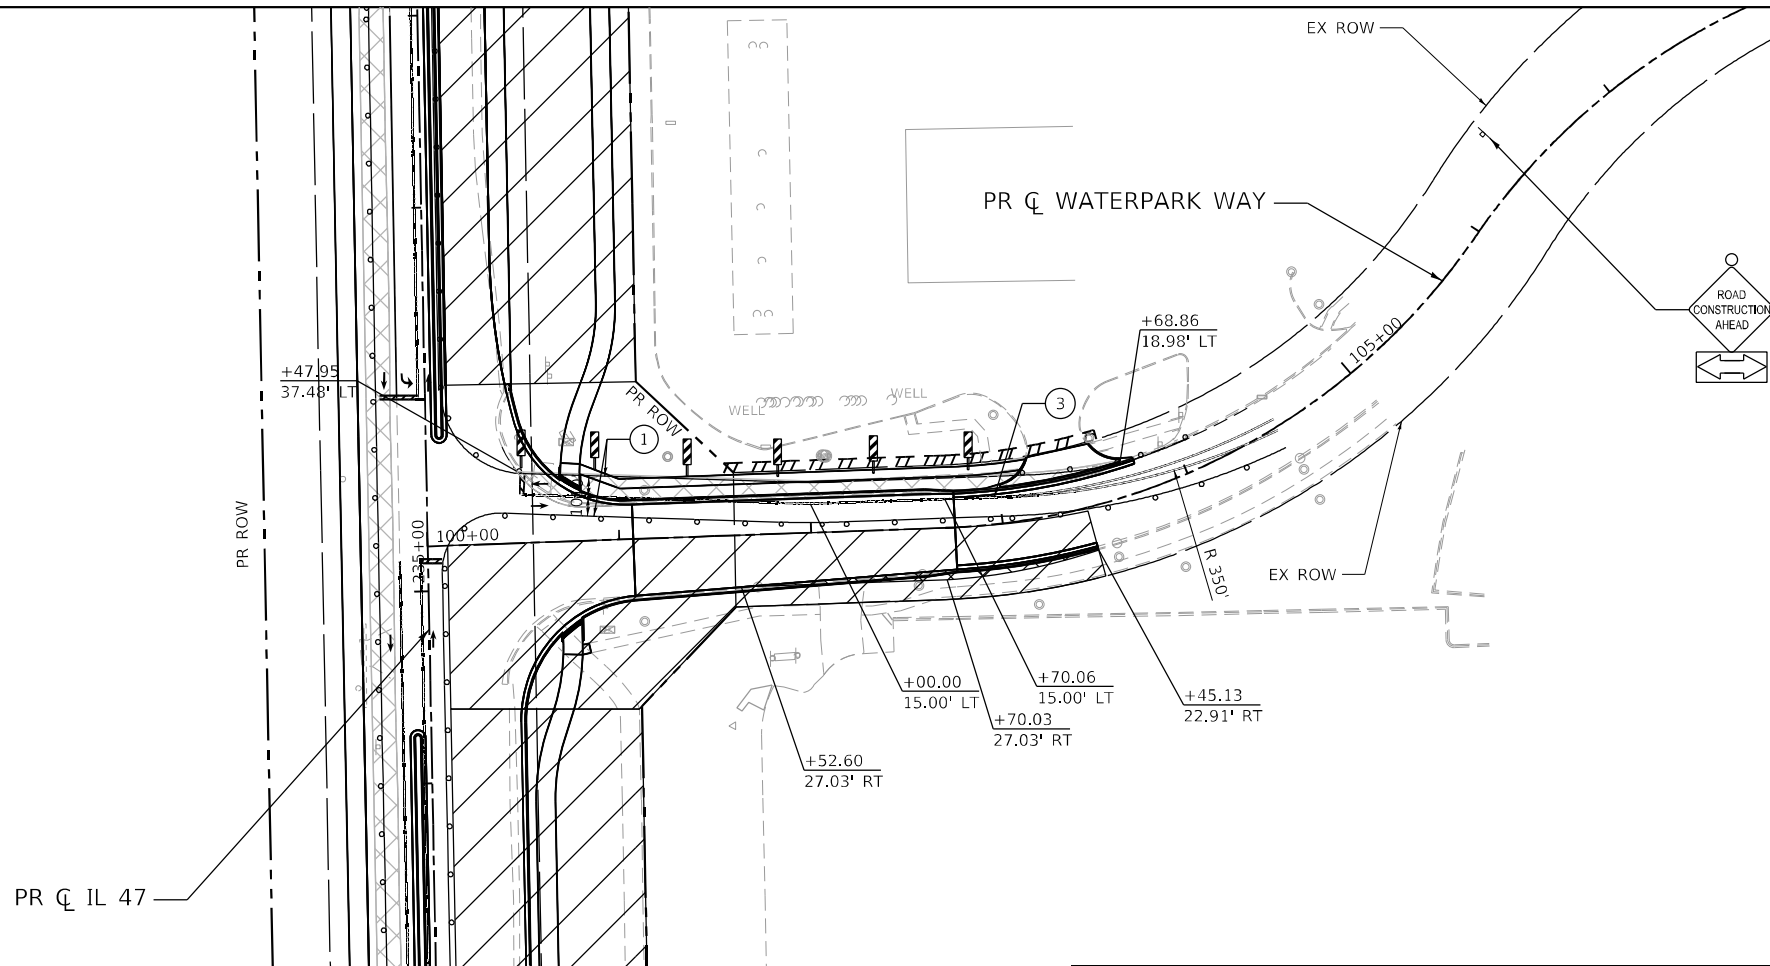 EX ROW
PR ℄ WATERPARK WAY
ROAD
CONSTRUCTION
AHEAD
105+00
+68.86
18.98' LT
+47.95
37.48' LT
PR ROW
WELL
WELL
3
1
10
PR ROW
235+00
100+00
R 350'
EX ROW
+00.00
15.00' LT
+70.06
15.00' LT
+45.13
22.91' RT
+70.03
27.03' RT
+52.60
27.03' RT
PR ℄ IL 47